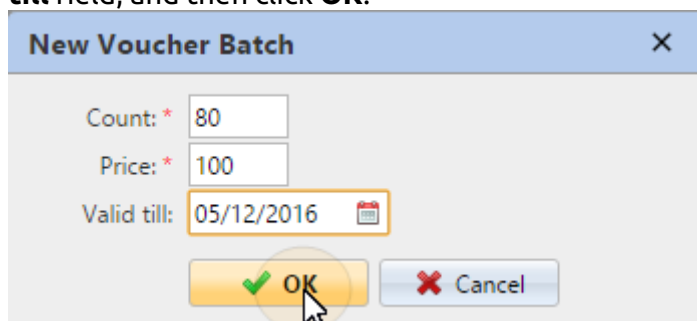 till field, and then click OK.
New Voucher Batch
Count: * 80
Price: * 100
Valid till: 05/12/2016
OK Cancel